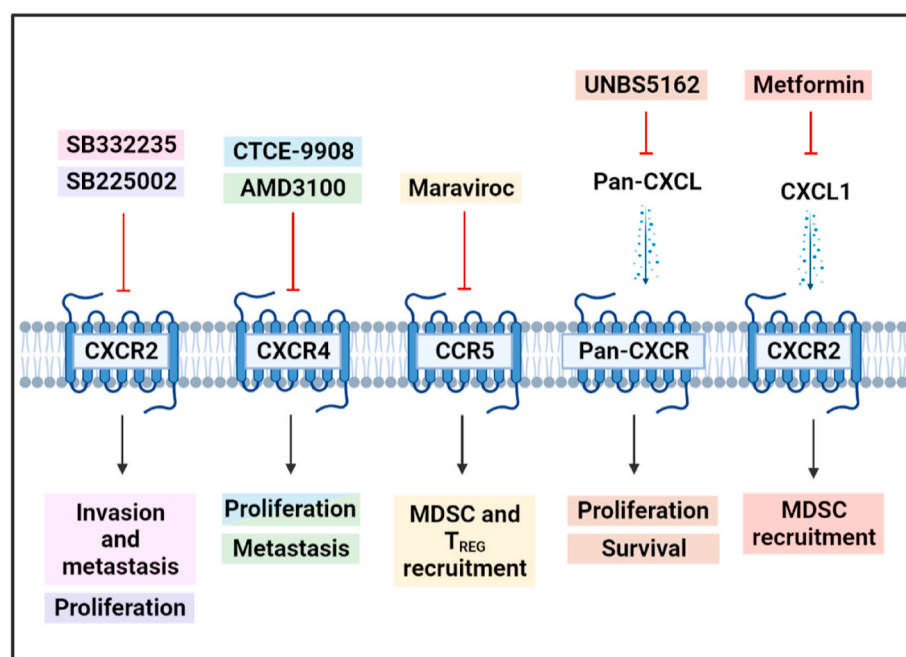 UNBS5162
Metformin
SB332235
SB225002
CTCE-9908
AMD3100
Maraviroc
Pan-CXCL
CXCL1
CXCR2
CXCR4
CCR5
Pan-CXCR
CXCR2
Invasion
and
metastasis
Proliferation
Proliferation
Metastasis
MDSC and
TREG
recruitment
Proliferation
Survival
MDSC
recruitment